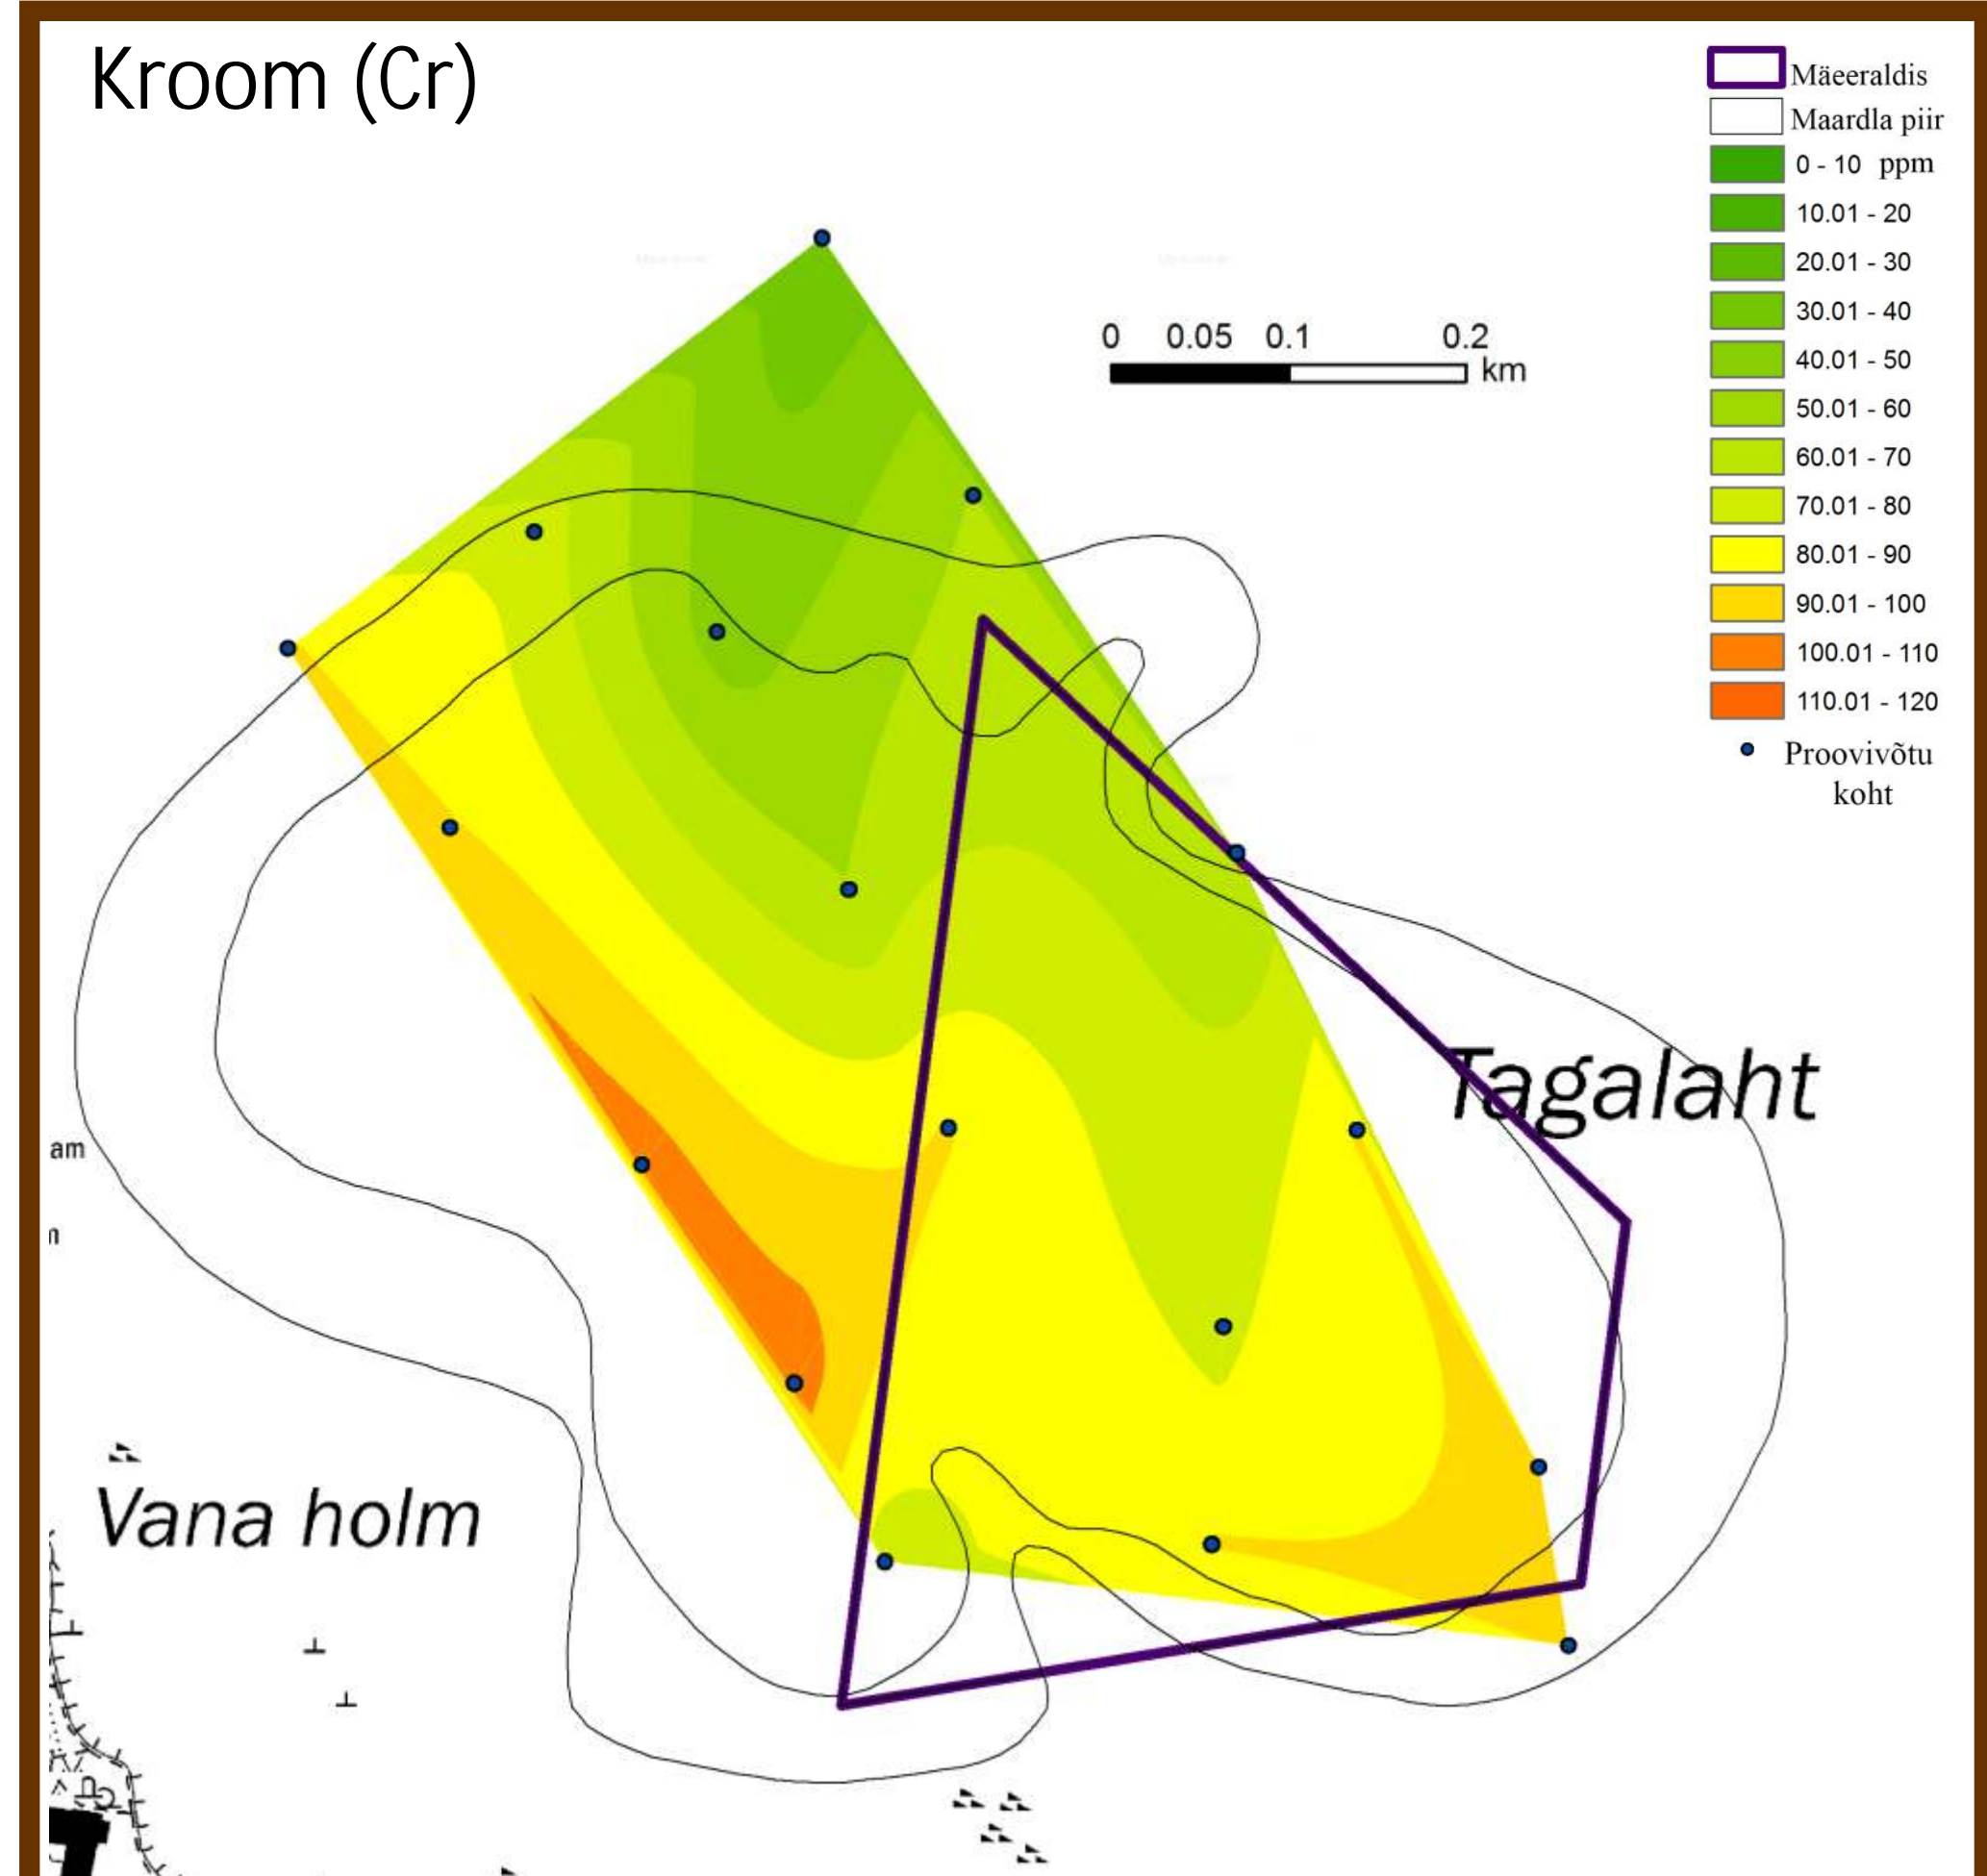 Kroom (Cr)
Mäeeraldis
Maardla piir
0 - 10 ppm
10.01 - 20
20.01 - 30
30.01 - 40
40.01 - 50
50.01 - 60
60.01 - 70
70.01 - 80
80.01 - 90
90.01 - 100
100.01 - 110
110.01 - 120
Proovivõtu
koht
0 0.05 0.1 0.2
km
Tagalaht
am
n
Vana holm